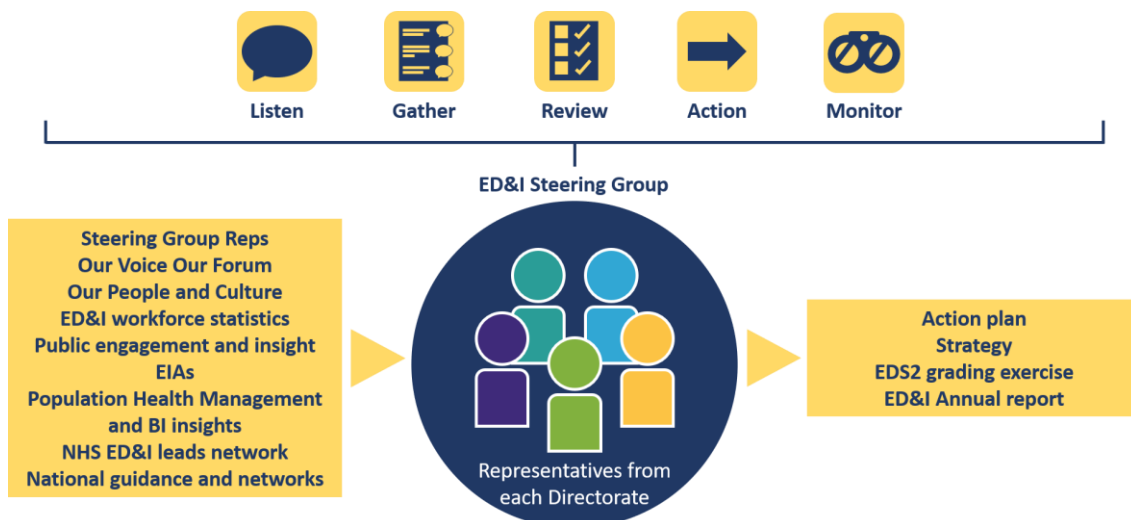 Listen
Gather
Review
Action
Monitor
ED&I Steering Group
Steering Group Reps
Our Voice Our Forum
Our People and Culture
ED&I workforce statistics
Public engagement and insight
EIAs
Population Health Management
and BI insights
NHS ED&I leads network
National guidance and networks
Representatives from
each Directorate
Action plan
Strategy
EDS2 grading exercise
ED&I Annual report